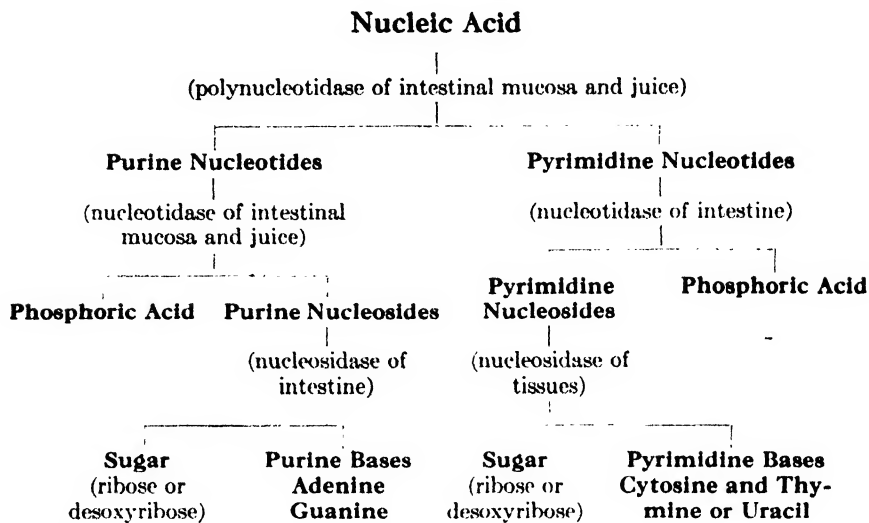 Nucleic Acid
(polynucleotidase of intestinal mucosa and juice)
Purine Nucleotides
Pyrimidine Nucleotides
(nucleotidase of intestinal
mucosa and juice)
(nucleotidase of intestine)
Phosphoric Acid
Purine Nucleosides
Pyrimidine
Nucleosides
Phosphoric Acid
(nucleosidase of
intestine)
(nucleosidase of
tissues)
Sugar
(ribose or
desoxyribose)
Purine Bases
Adenine
Guanine
Sugar
(ribose or
desoxyribose)
Pyrimidine Bases
Cytosine and Thy-
mine or Uracil